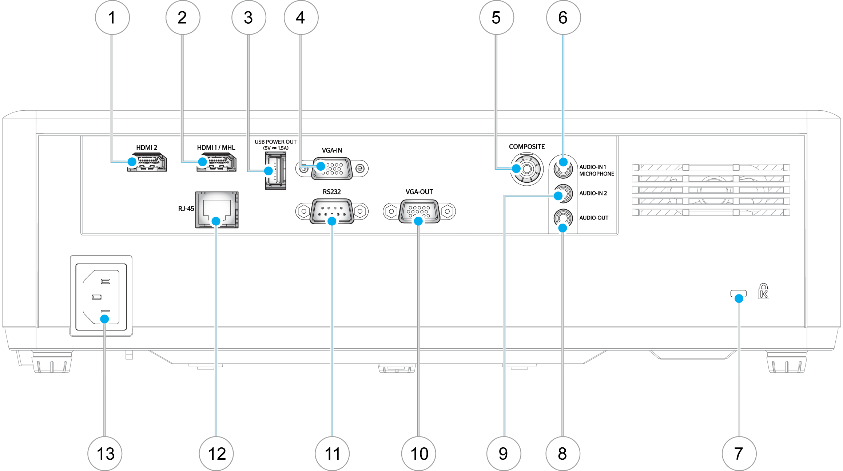 1 2 3 4 5 6
HDMI 2
HDMI 1 / MHL
USB POWER OUT
(5V ⎓ 1.5A)
VGA-IN
COMPOSITE
AUDIO-IN 1
MICROPHONE
RJ-45
RS232
VGA-OUT
AUDIO-IN 2
AUDIO OUT
13 12 11 10 9 8 7